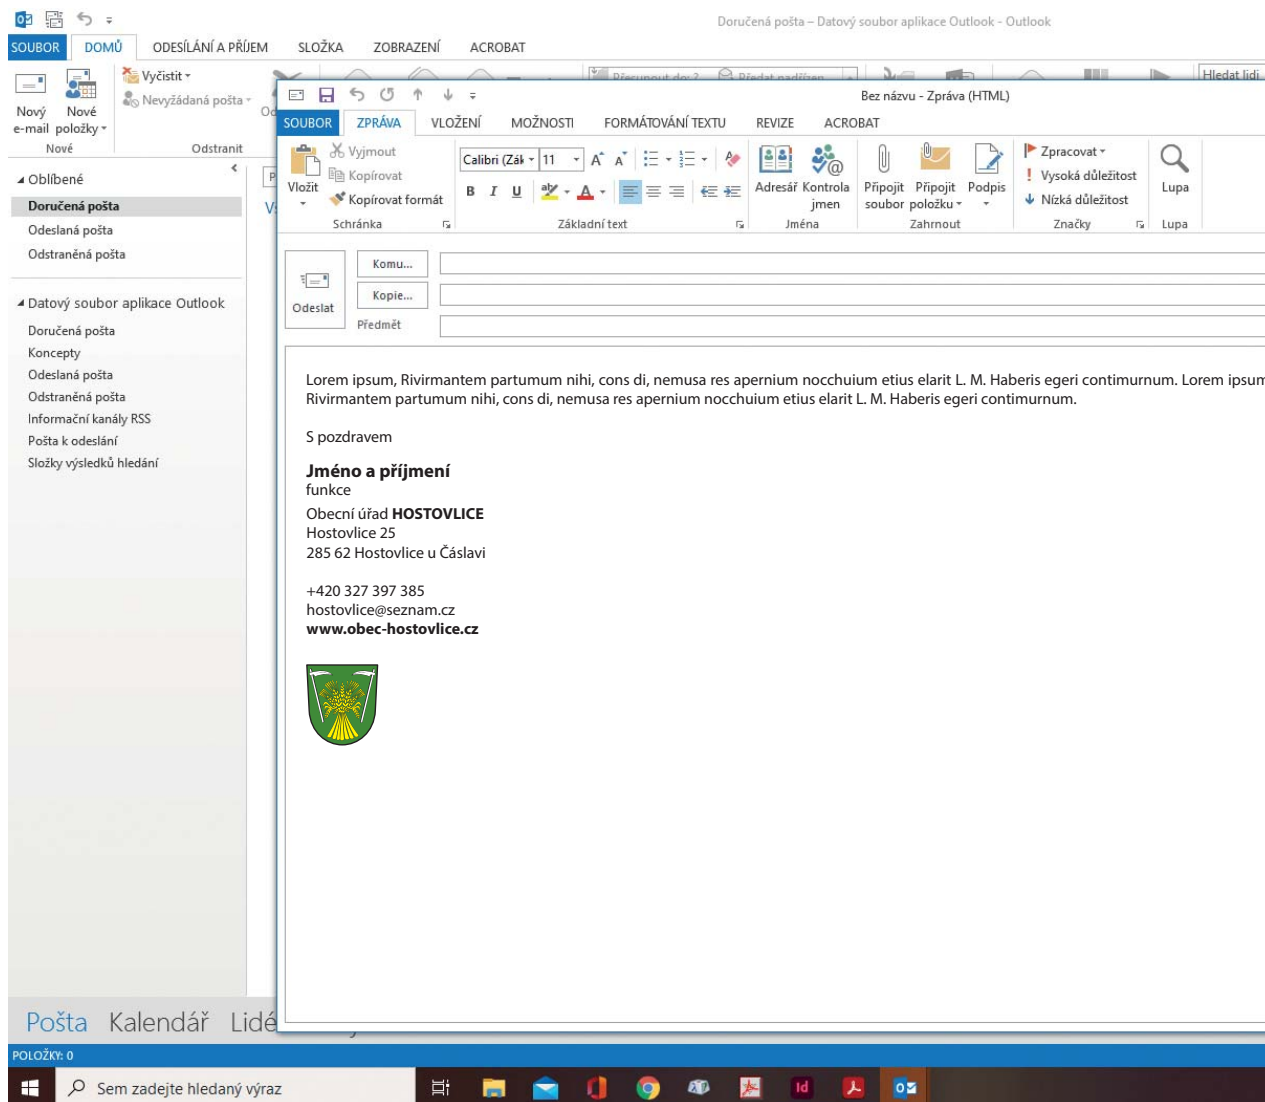 Doručená pošta – Datový soubor aplikace Outlook - Outlook
SOUBOR DOMŮ ODESÍLÁNÍ A PŘÍJEM SLOŽKA ZOBRAZENÍ ACROBAT
Nový e-mail
Nové položky
Vyčistit
Nevyžádaná pošta
Nové
Odstranit
Hledat lidi
Bez názvu - Zpráva (HTML)
SOUBOR ZPRÁVA VLOŽENÍ MOŽNOSTI FORMÁTOVÁNÍ TEXTU REVIZE ACROBAT
Vložit
Vyjmout
Kopírovat
Kopírovat formát
Schránka
Calibri (Zák 11
B I U
Základní text
Adresář
Kontrola jmen
Jména
Připojit soubor
Připojit položku
Podpis
Zahrnout
Zpracovat
Vysoká důležitost
Nízká důležitost
Značky
Lupa
Lupa
Oblíbené
Doručená pošta
Odeslaná pošta
Odstraněná pošta
Datový soubor aplikace Outlook
Doručená pošta
Koncepty
Odeslaná pošta
Odstraněná pošta
Informační kanály RSS
Pošta k odeslání
Složky výsledků hledání
Odeslat
Komu...
Kopie...
Předmět
Lorem ipsum, Rivirmantem partumum nihi, cons di, nemusa res apernium nocchuium etius elarit L. M. Haberis egeri contimurnum. Lorem ipsum
Rivirmantem partumum nihi, cons di, nemusa res apernium nocchuium etius elarit L. M. Haberis egeri contimurnum.
S pozdravem
Jméno a příjmení
funkce
Obecní úřad HOSTOVLICE
Hostovlice 25
285 62 Hostovlice u Čáslavi
+420 327 397 385
hostovlice@seznam.cz
www.obec-hostovlice.cz
Pošta Kalendář Lidé
POLOŽKY: 0
Sem zadejte hledaný výraz